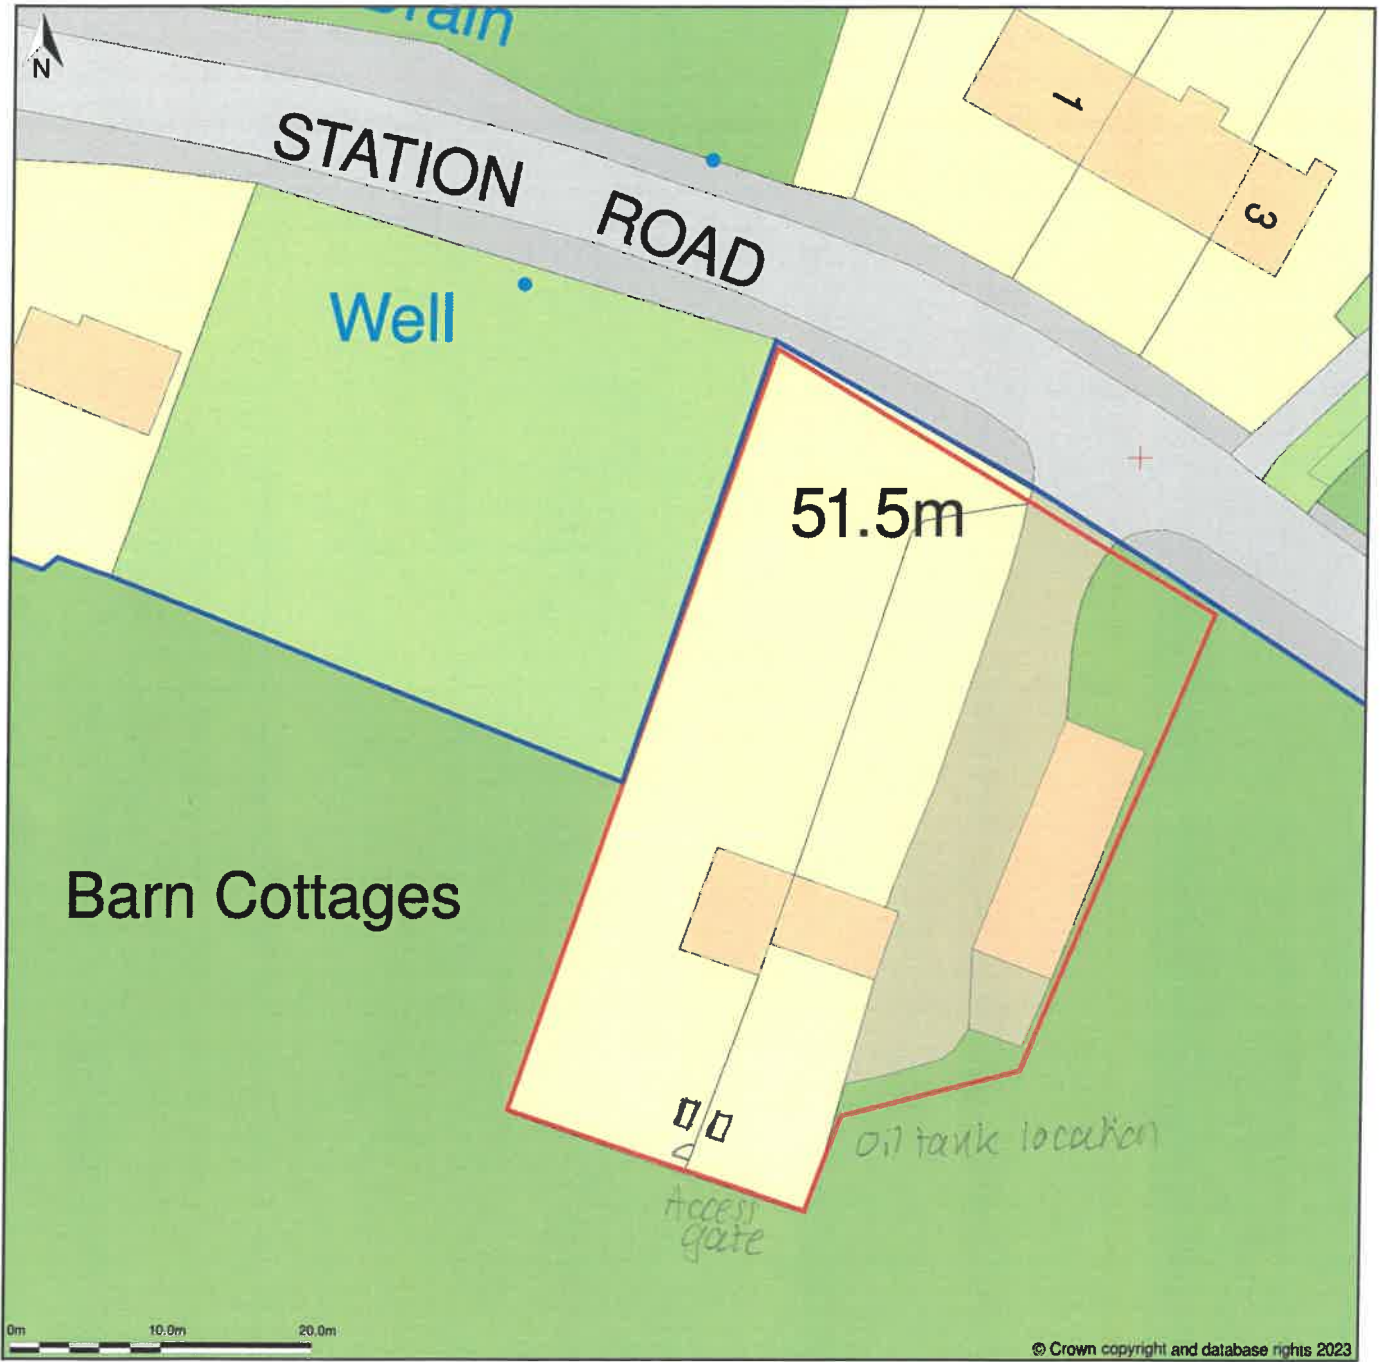 Drain
N
STATION ROAD
1
3
Well
51.5m
Barn Cottages
Oil tank location
Access
gate
0m 10.0m 20.0m
© Crown copyright and database rights 2023